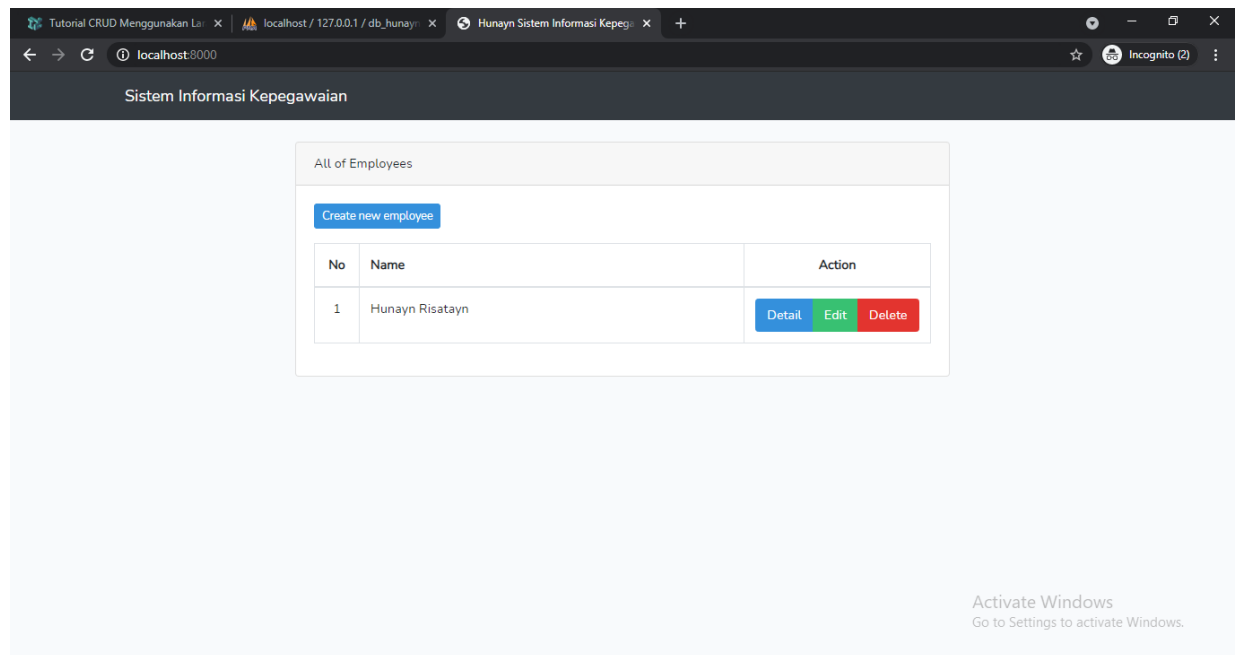 Tutorial CRUD Menggunakan Lar
localhost / 127.0.0.1 / db_hunayn
Hunayn Sistem Informasi Kepega
localhost:8000
Incognito (2)
Sistem Informasi Kepegawaian
All of Employees
Create new employee
No Name Action
1 Hunayn Risatayn Detail Edit Delete
Activate Windows
Go to Settings to activate Windows.